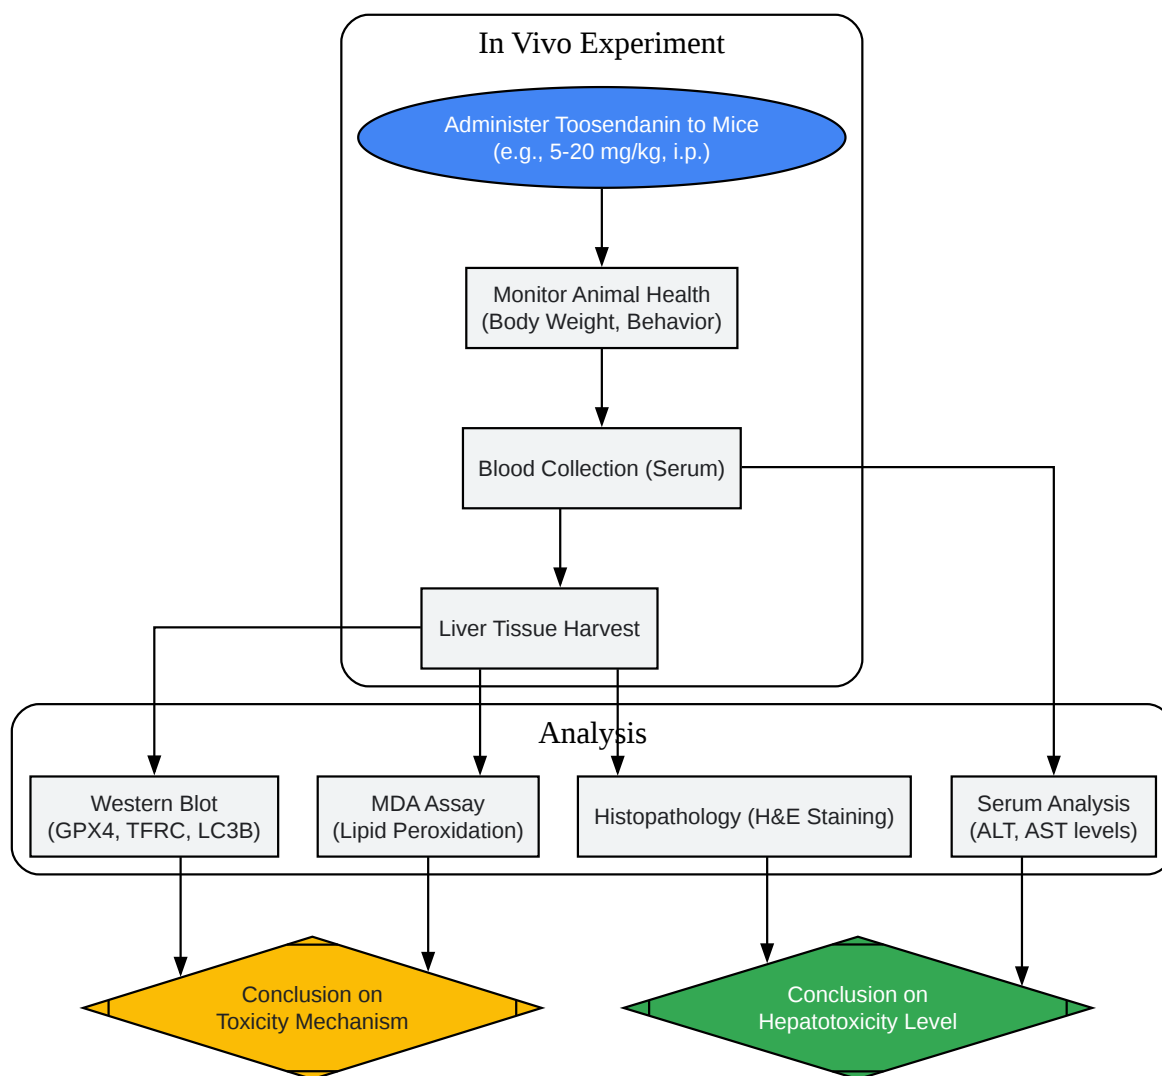 In Vivo Experiment
Administer Toosendanin to Mice
(e.g., 5-20 mg/kg, i.p.)
Monitor Animal Health
(Body Weight, Behavior)
Blood Collection (Serum)
Liver Tissue Harvest
Analysis
Western Blot
(GPX4, TFRC, LC3B)
MDA Assay
(Lipid Peroxidation)
Histopathology (H&E Staining)
Serum Analysis
(ALT, AST levels)
Conclusion on
Toxicity Mechanism
Conclusion on
Hepatotoxicity Level